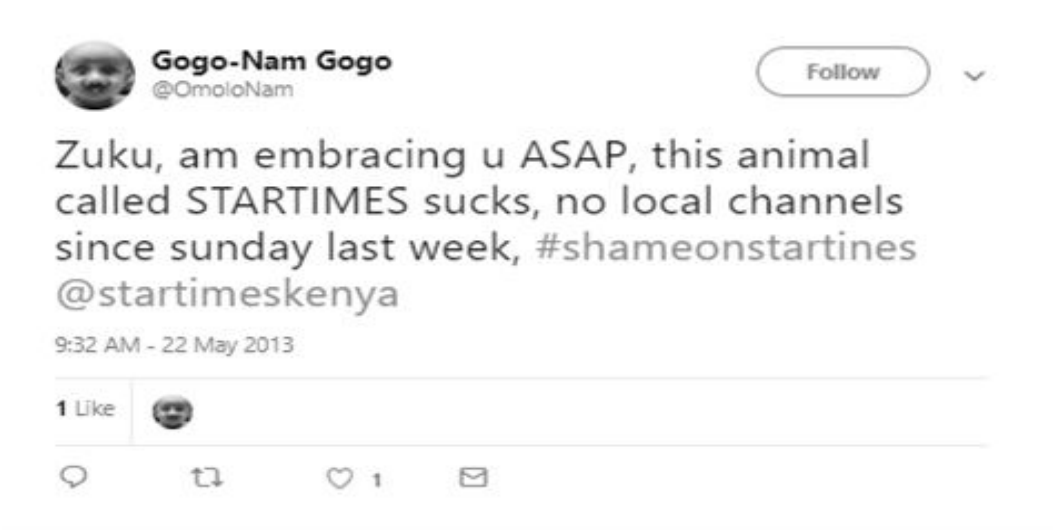 Gogo-Nam Gogo
@OmoloNam
Follow
Zuku, am embracing u ASAP, this animal
called STARTIMES sucks, no local channels
since sunday last week, #shameonstartines
@startimeskenya
9:32 AM - 22 May 2013
1 Like
1